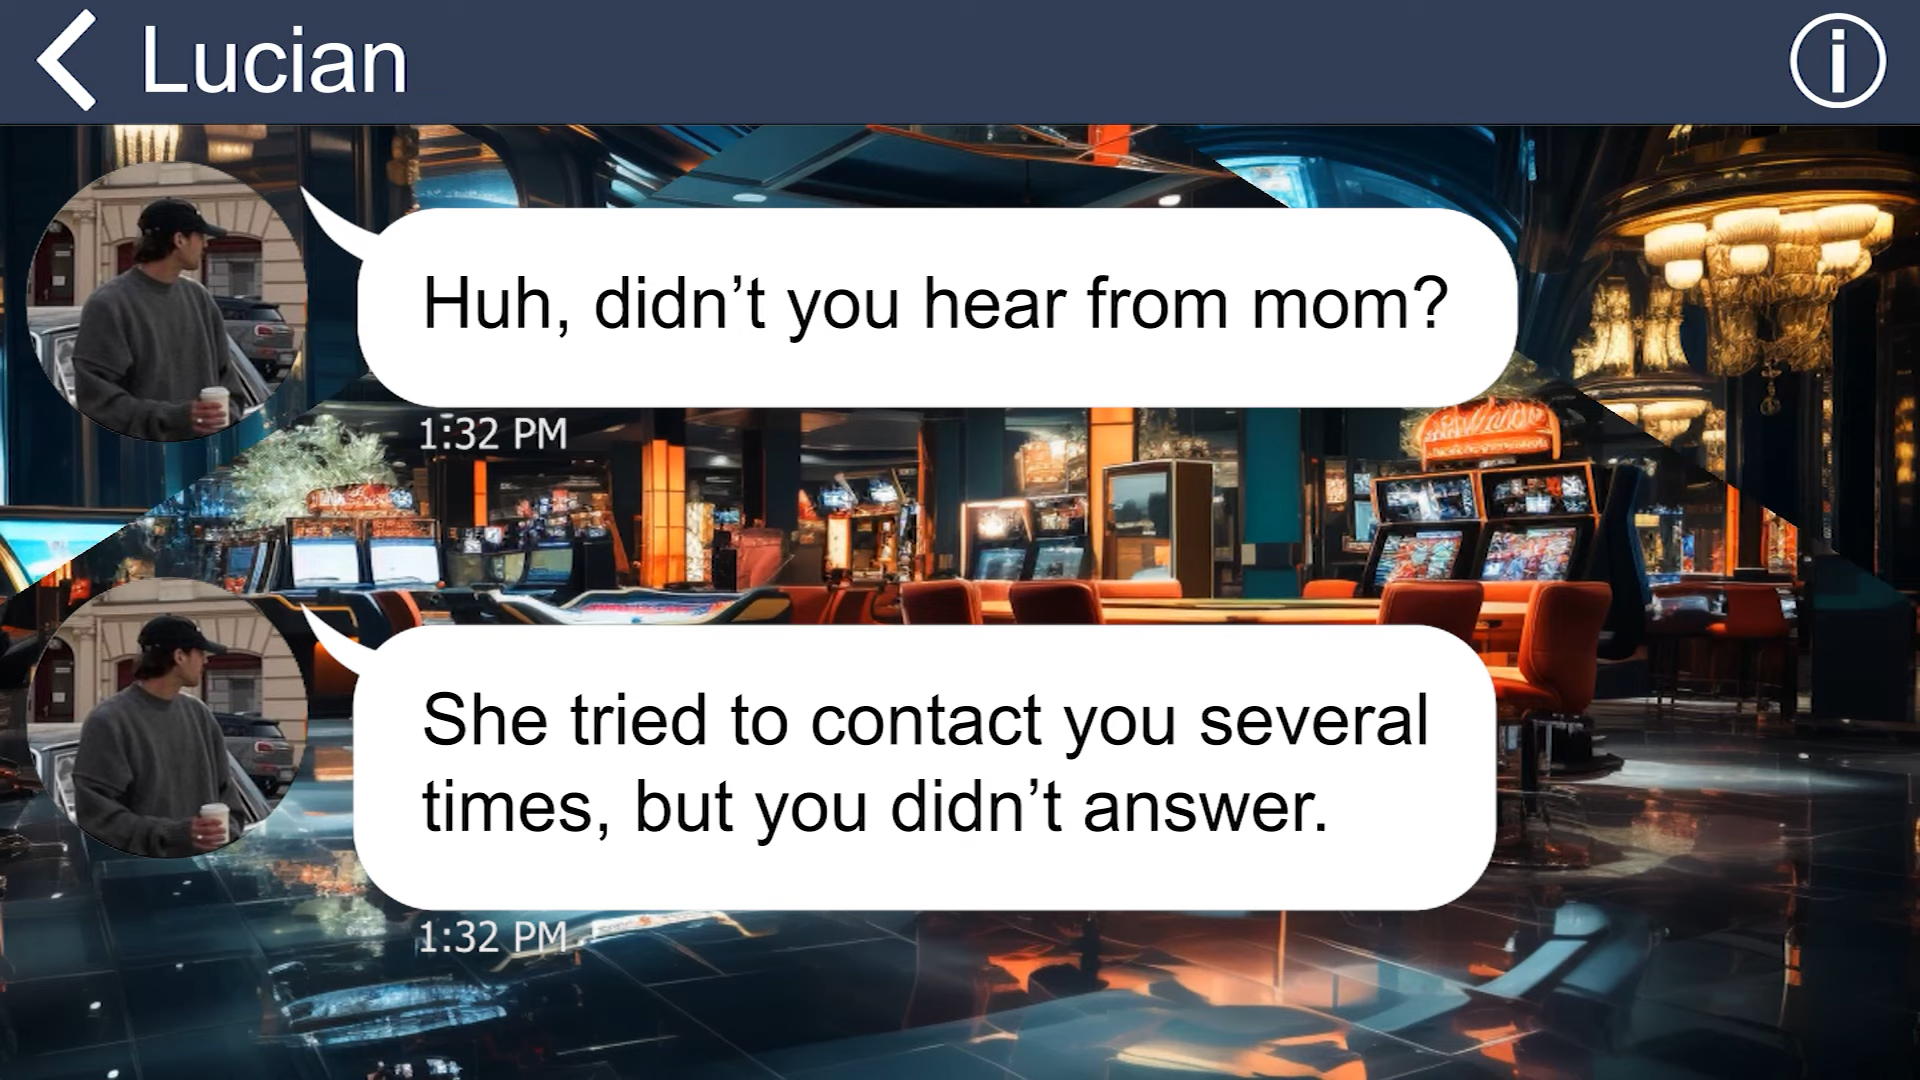 Lucian
Huh, didn’t you hear from mom?
1:32 PM
She tried to contact you several
times, but you didn’t answer.
1:32 PM